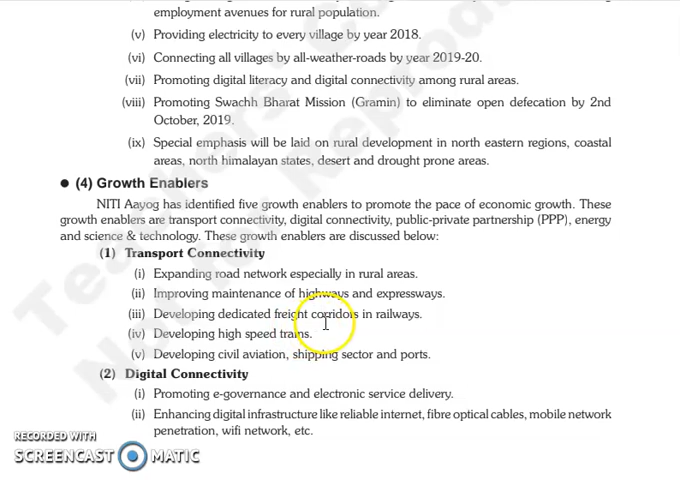 employment avenues for rural population.
(v) Providing electricity to every village by year 2018.
(vi) Connecting all villages by all-weather-roads by year 2019-20.
(vii) Promoting digital literacy and digital connectivity among rural areas.
(viii) Promoting Swachh Bharat Mission (Gramin) to eliminate open defecation by 2nd
October, 2019.
(ix) Special emphasis will be laid on rural development in north eastern regions, coastal
areas, north himalayan states, desert and drought prone areas.
● (4) Growth Enablers
NITI Aayog has identified five growth enablers to promote the pace of economic growth. These
growth enablers are transport connectivity, digital connectivity, public-private partnership (PPP), energy
and science & technology. These growth enablers are discussed below:
(1) Transport Connectivity
(i) Expanding road network especially in rural areas.
(ii) Improving maintenance of highways and expressways.
(iii) Developing dedicated freight corridors in railways.
(iv) Developing high speed trains.
(v) Developing civil aviation, shipping sector and ports.
(2) Digital Connectivity
(i) Promoting e-governance and electronic service delivery.
(ii) Enhancing digital infrastructure like reliable internet, fibre optical cables, mobile network
penetration, wifi network, etc.
RECORDED WITH
SCREENCAST MATIC
Teachers'
Not